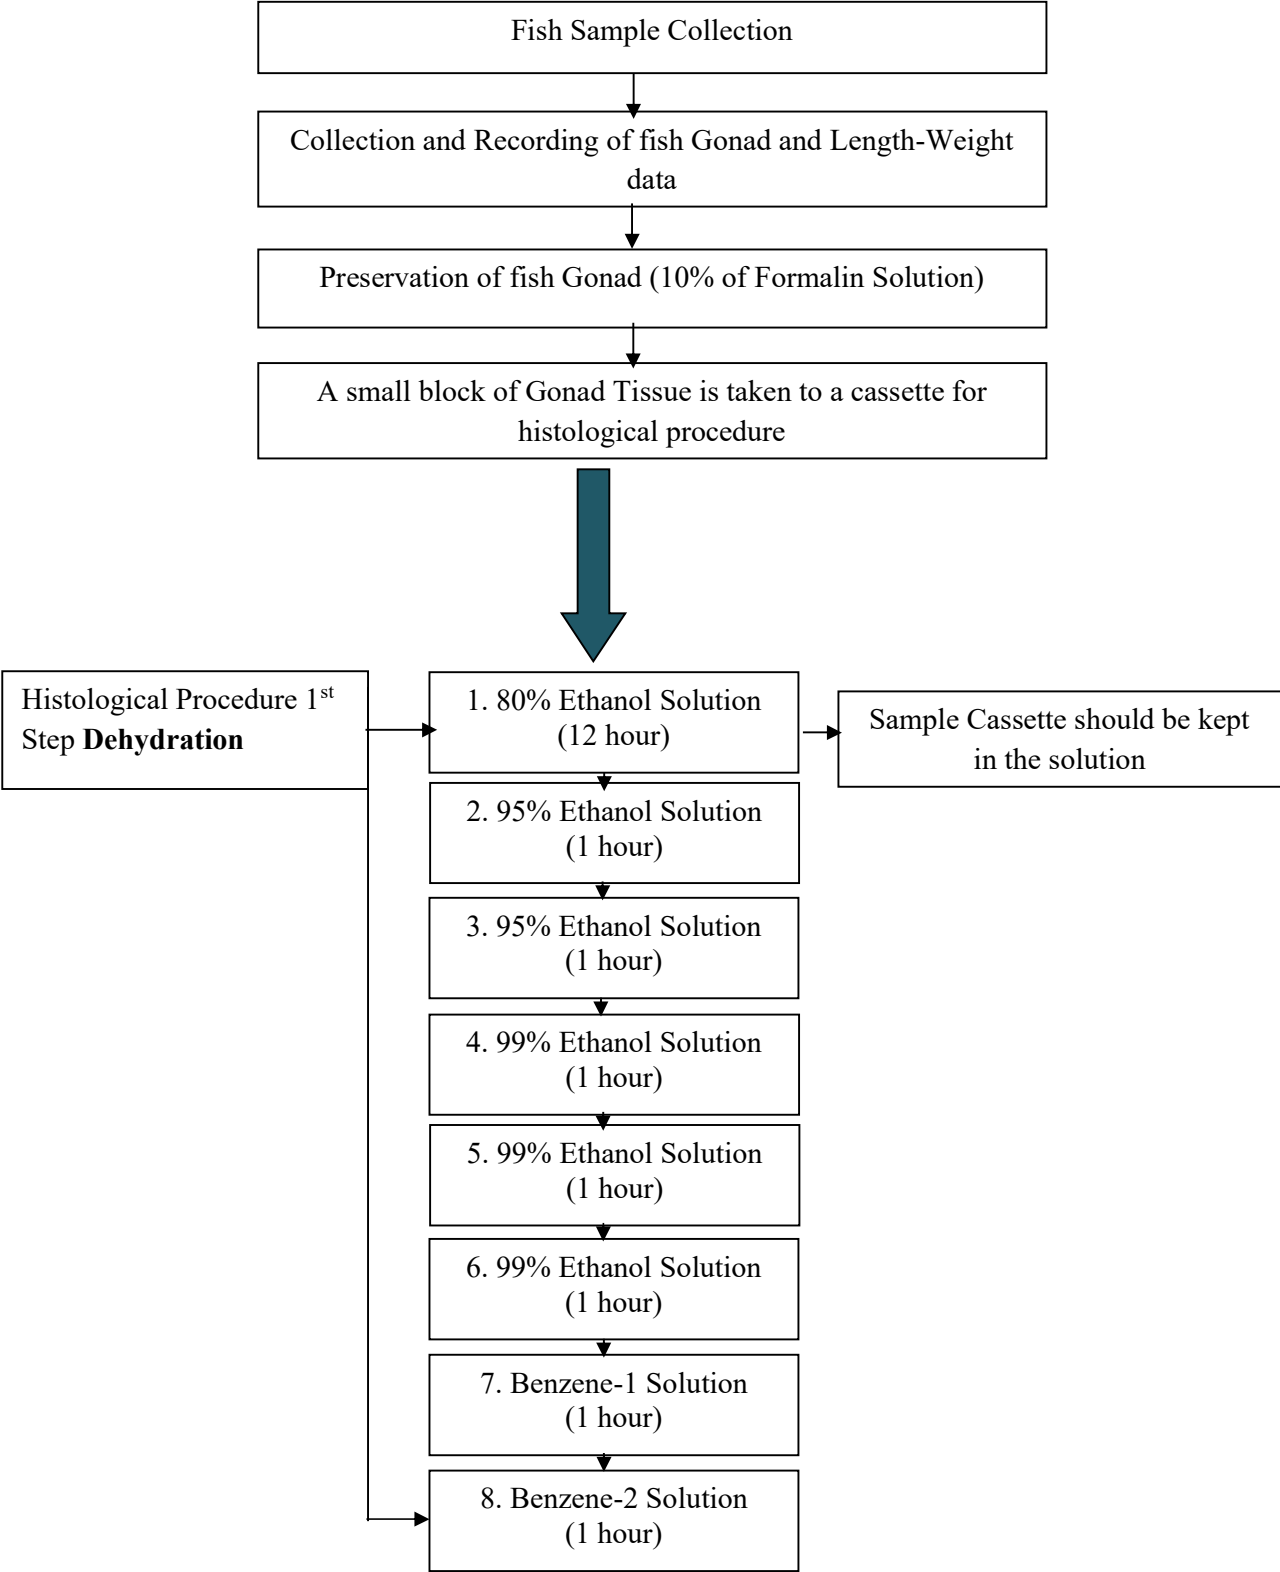 Fish Sample Collection
Collection and Recording of fish Gonad and Length-Weight
data
Preservation of fish Gonad (10% of Formalin Solution)
A small block of Gonad Tissue is taken to a cassette for
histological procedure
Histological Procedure 1st
Step Dehydration
1. 80% Ethanol Solution
(12 hour)
Sample Cassette should be kept
in the solution
2. 95% Ethanol Solution
(1 hour)
3. 95% Ethanol Solution
(1 hour)
4. 99% Ethanol Solution
(1 hour)
5. 99% Ethanol Solution
(1 hour)
6. 99% Ethanol Solution
(1 hour)
7. Benzene-1 Solution
(1 hour)
8. Benzene-2 Solution
(1 hour)